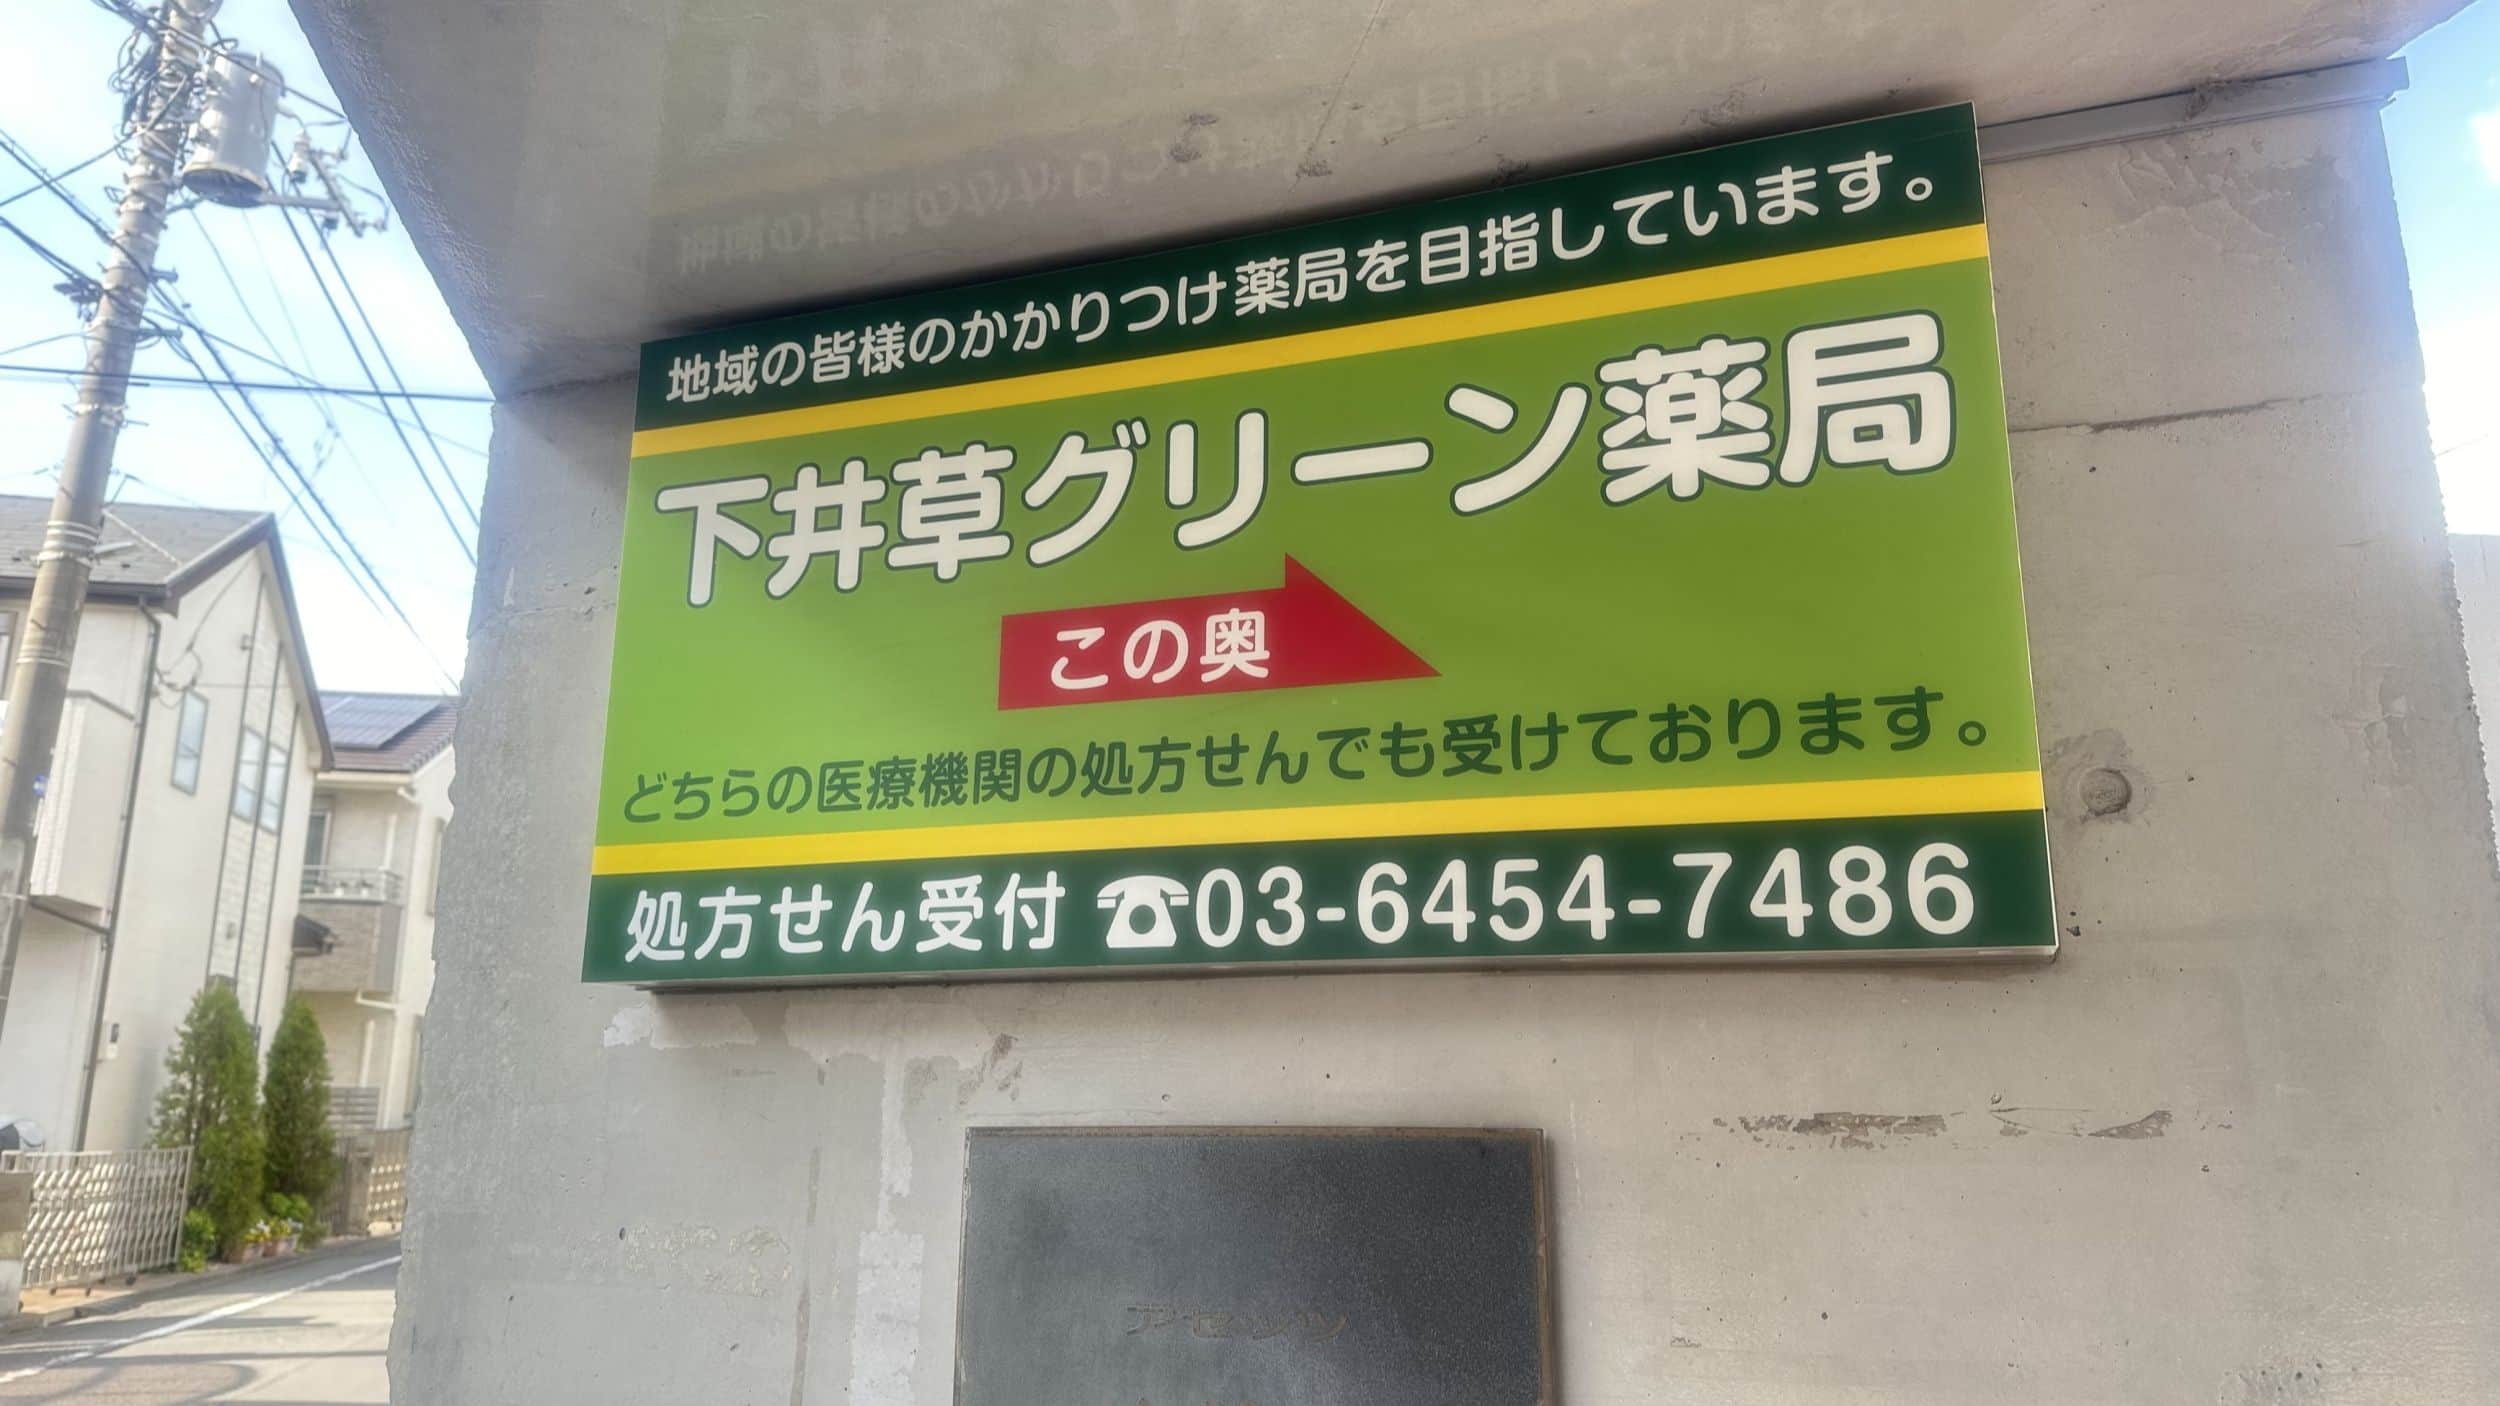 地域の皆様のかかりつけ薬局を目指しています。
下井草グリーン薬局
この奥
どちらの医療機関の処方せんでも受けております。
処方せん受付 ☎03-6454-7486